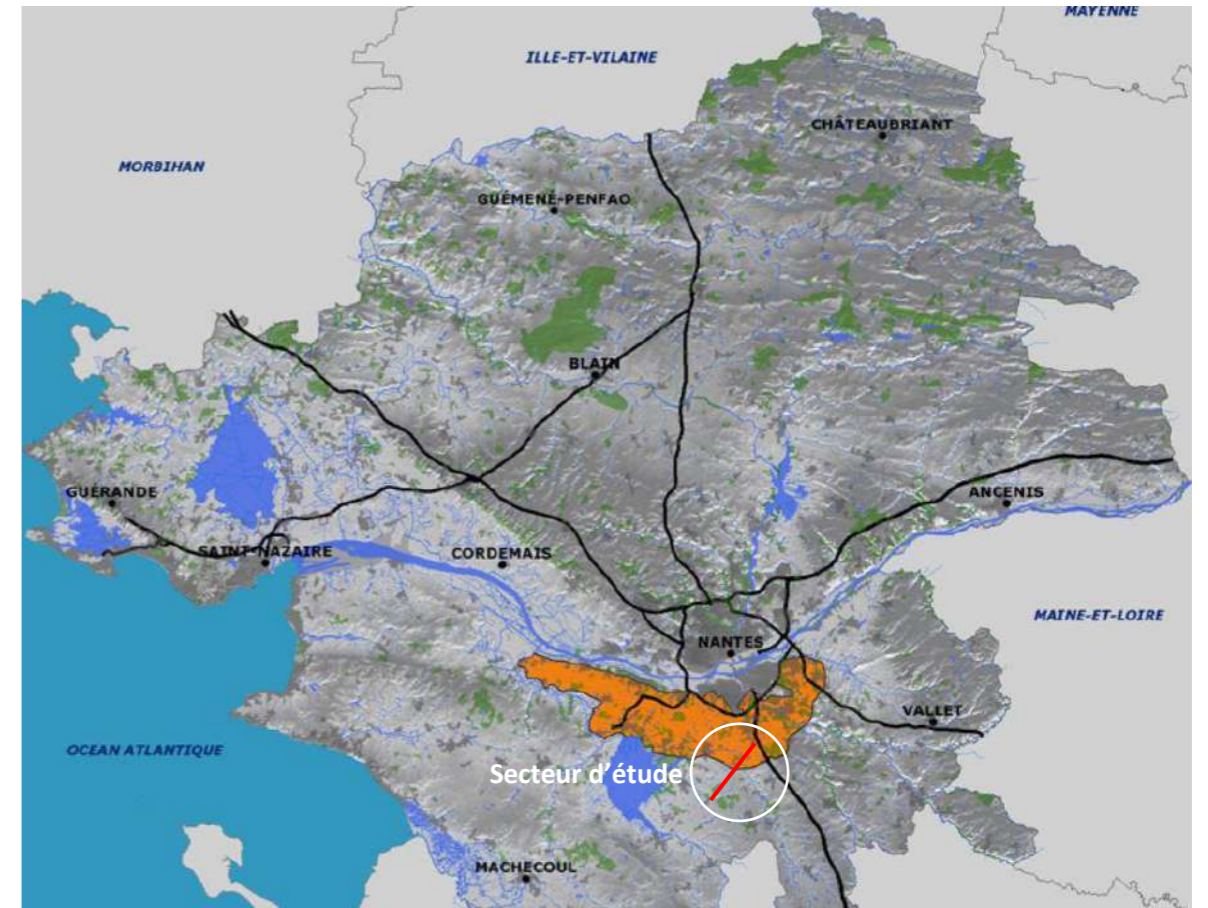 MAYENNE
ILLE-ET-VILAINE
CHÂTEAUBRIANT
MORBIHAN
GUÉMENÉ-PENFAO
BLAIN
GUÉRANDE
ANCENIS
SAINT-NAZAIRE
CORDEMAIS
MAINE-ET-LOIRE
NANTES
VALLET
OCEAN ATLANTIQUE
Secteur d'étude
MACHECOUL